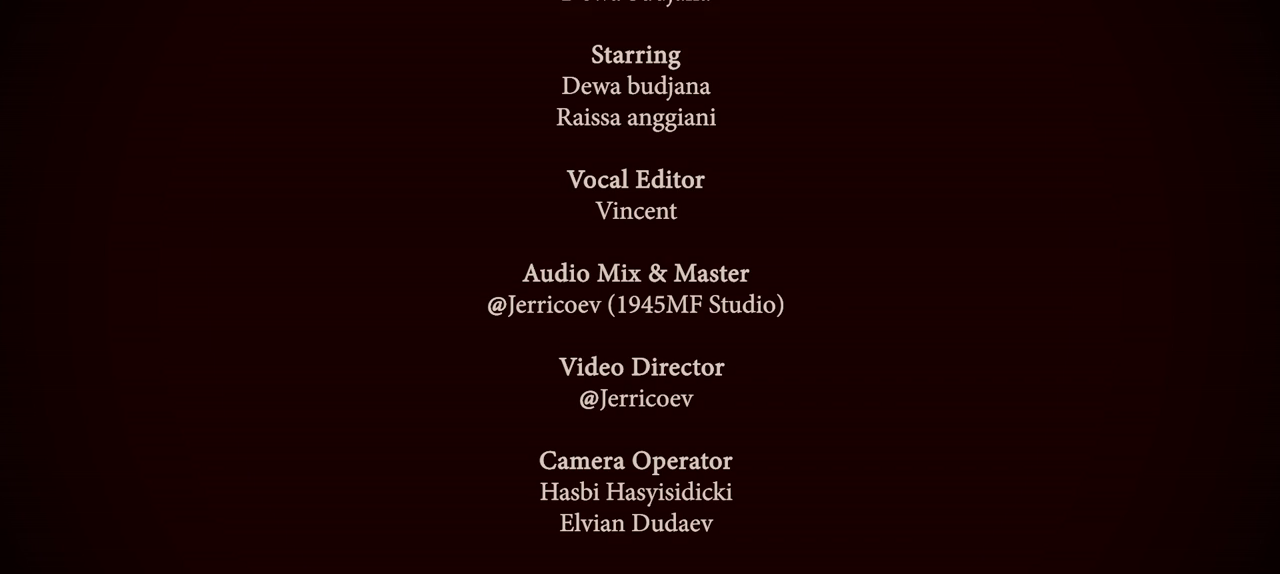 Starring
Dewa budjana
Raissa anggiani
Vocal Editor
Vincent
Audio Mix & Master
@Jerricoev (1945MF Studio)
Video Director
@Jerricoev
Camera Operator
Hasbi Hasyisidicki
Elvian Dudaev